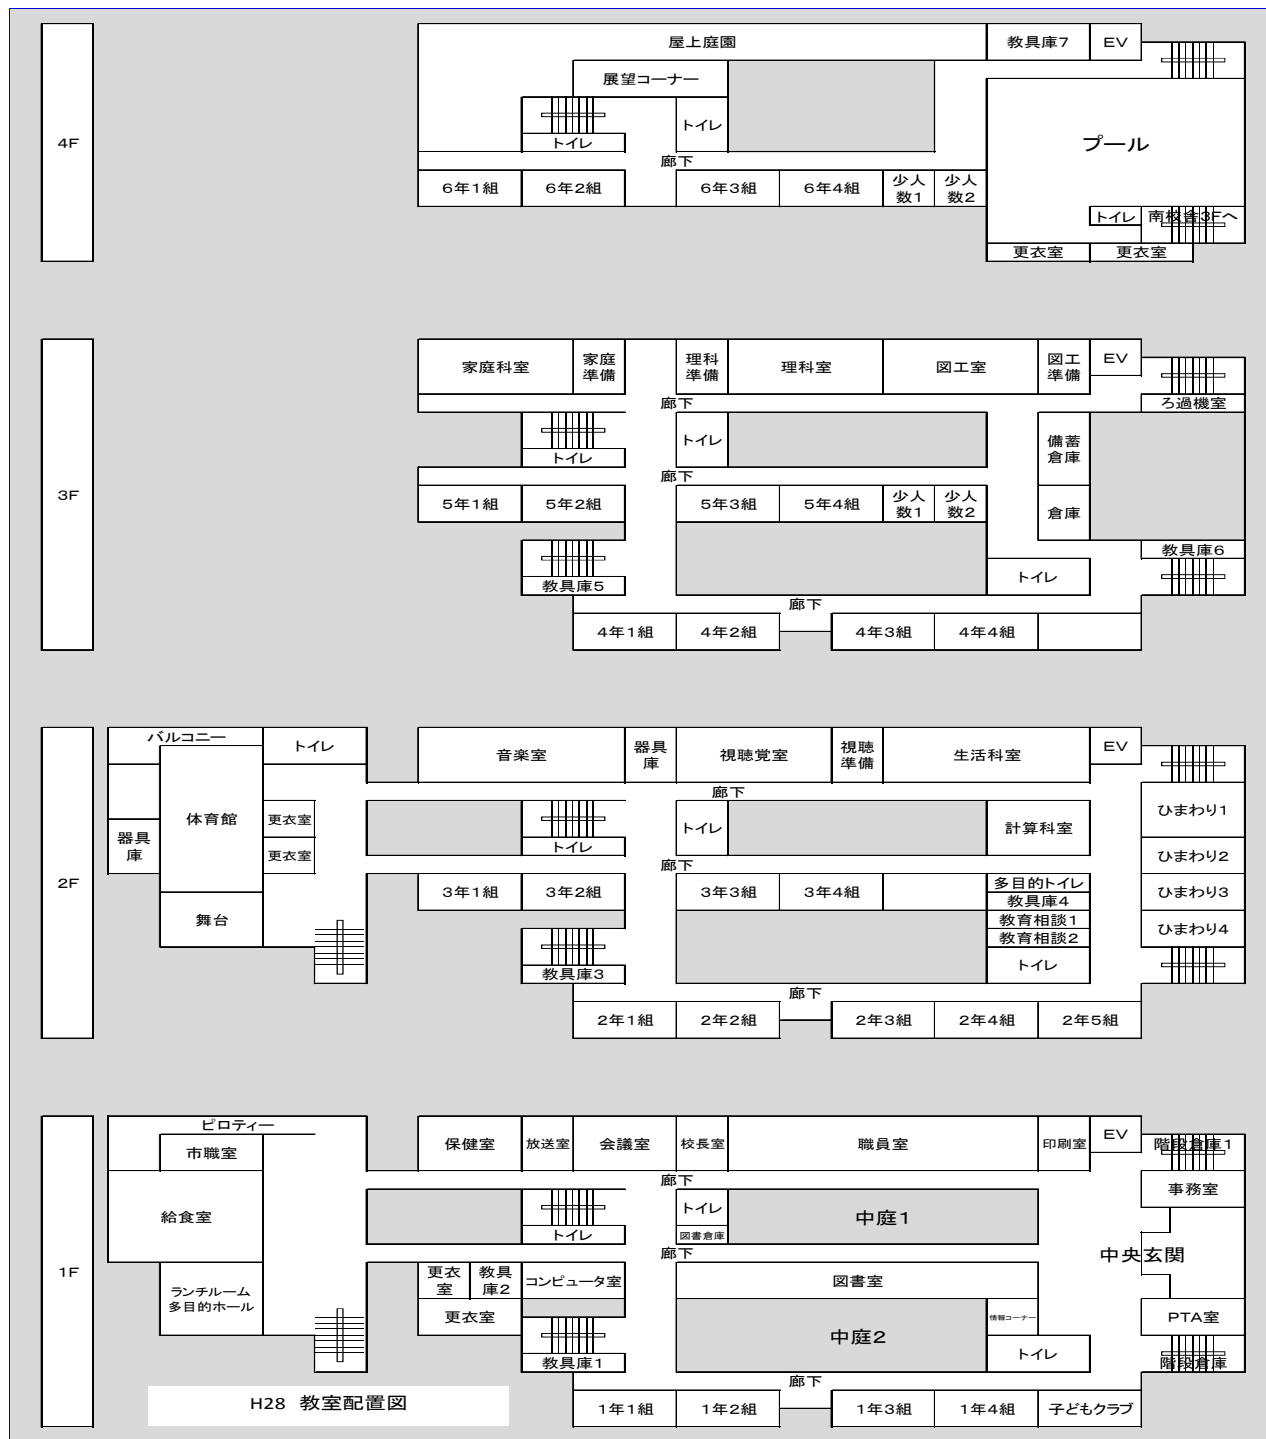 屋上庭園 教具庫7 EV
展望コーナー
トイレ
トイレ
4F
プール
廊下
6年1組 6年2組 6年3組 6年4組 少人数1 少人数2
トイレ 南校舎3Fへ
更衣室 更衣室
家庭科室 家庭準備 理科準備 理科室 図工室 図工準備 EV
廊下 ろ過機室
トイレ 備蓄倉庫
トイレ
廊下
3F
5年1組 5年2組 5年3組 5年4組 少人数1 少人数2 倉庫
教具庫6
教具庫5 トイレ
廊下
4年1組 4年2組 4年3組 4年4組
バルコニー トイレ 音楽室 器具庫 視聴覚室 視聴準備 生活科室 EV
廊下
体育館 更衣室 トイレ 計算科室 ひまわり1
器具庫 更衣室 トイレ ひまわり2
廊下
2F
3年1組 3年2組 3年3組 3年4組 多目的トイレ ひまわり3
教具庫4
舞台 教育相談1 ひまわり4
教育相談2
教具庫3 トイレ
廊下
2年1組 2年2組 2年3組 2年4組 2年5組
ピロティー
市職室 保健室 放送室 会議室 校長室 職員室 印刷室 EV 階段倉庫1
廊下 事務室
給食室 トイレ 中庭1
トイレ 図書倉庫
廊下 中央玄関
1F
ランチルーム
多目的ホール
更衣室 教具庫2 コンピュータ室 図書室
更衣室 中庭2 情報コーナー PTA室
教具庫1 トイレ 階段倉庫
廊下
H28 教室配置図
1年1組 1年2組 1年3組 1年4組 子どもクラブ